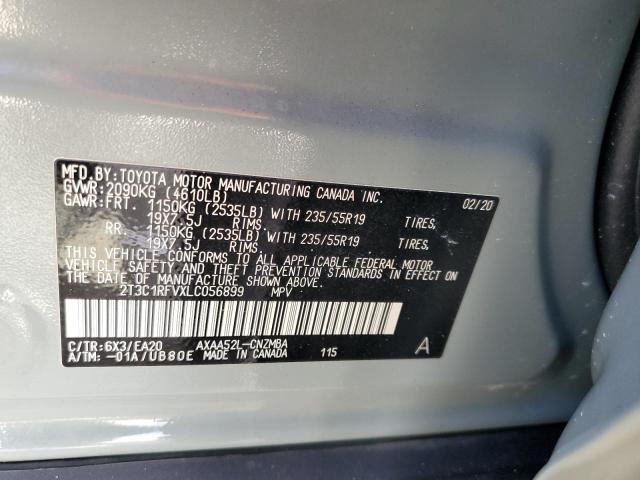 MFD.BY:TOYOTA MOTOR MANUFACTURING CANADA INC.
GVWR:2090KG (4610LB) 02/20
GAWR:FRT. 1150KG (2535LB) WITH 235/55R19 TIRES,
19X7.5J RIMS.
RR. 1150KG (2535LB) WITH 235/55R19 TIRES,
19X7.5J RIMS.
THIS VEHICLE CONFORMS TO ALL APPLICABLE FEDERAL MOTOR
VEHICLE SAFETY AND THEFT PREVENTION STANDARDS IN EFFECT
ON THE DATE OF MANUFACTURE SHOWN ABOVE.
2T3C1RFVXLC056899 MPV
C/TR:6X3/EA20 AXAA52L-CNZMBA
A/TM:-01A/UB80E MADE IN CANADA 115 A